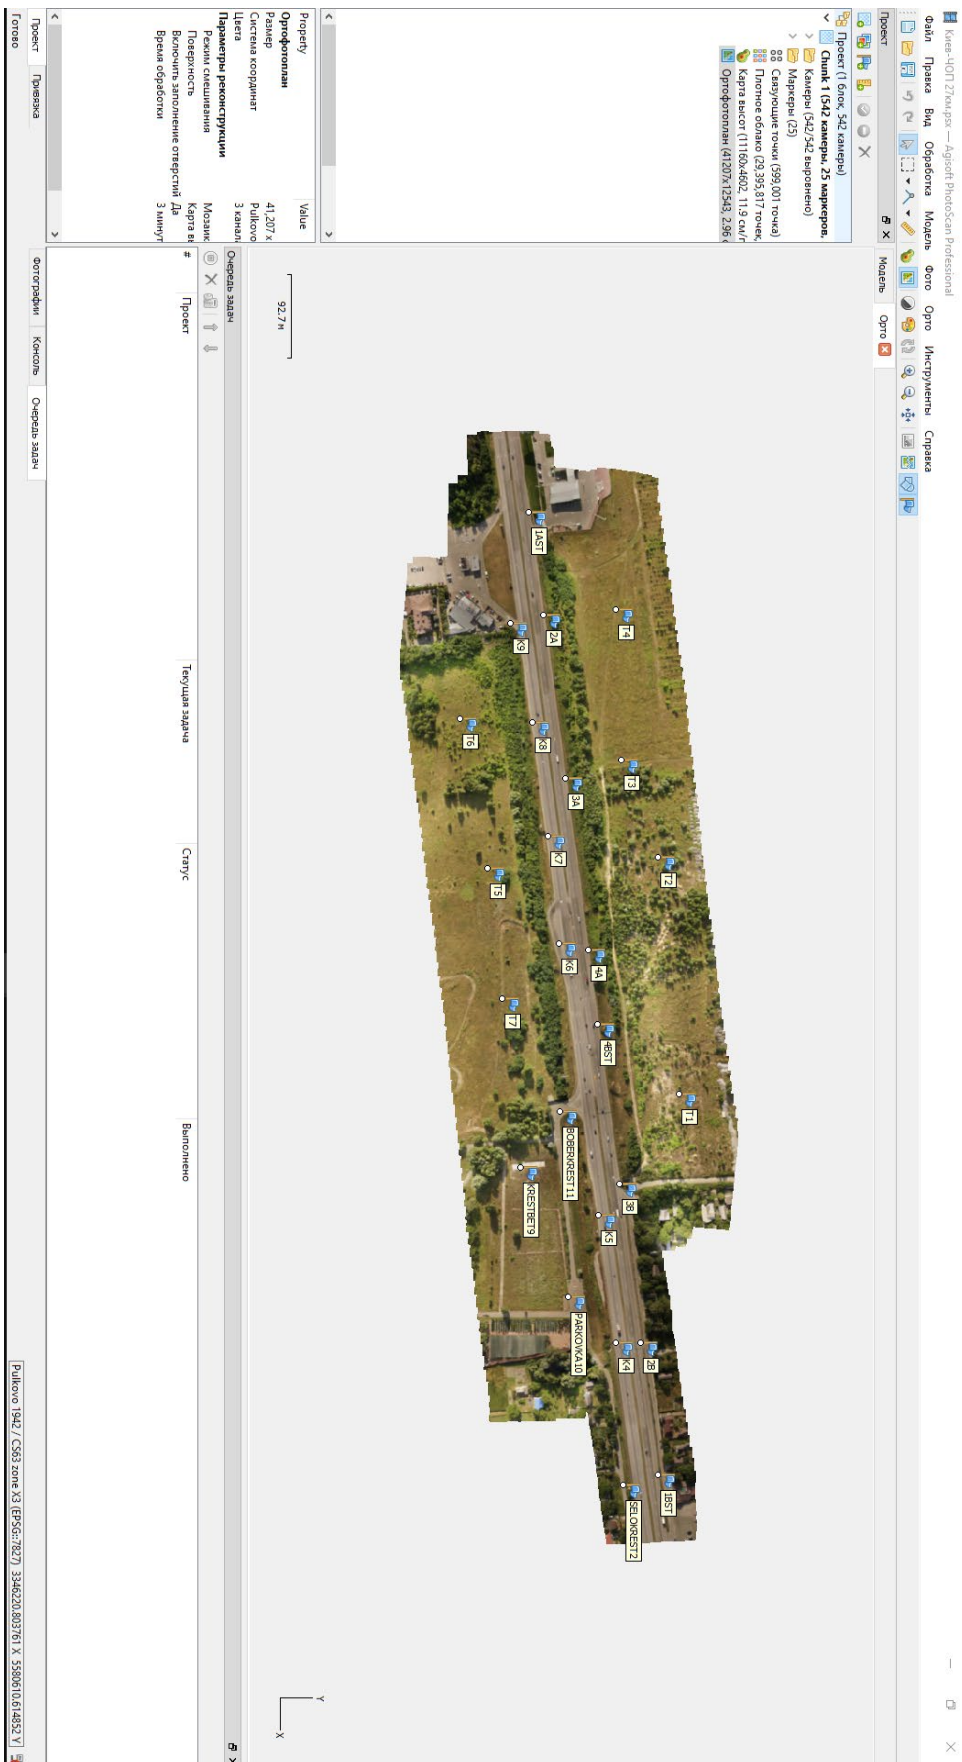 Киев-ЧОП 27км.psx — Agisoft PhotoScan Professional
Файл Правка Вид Обработка Модель Фото Орто Инструменты Справка
Проект
Проект (1 блок, 542 камеры)
Chunk 1 (542 камеры, 25 маркеров,
Камеры (542/542 выровнено)
Маркеры (25)
Связующие точки (599,001 точка)
Плотное облако (29,395,817 точек,
Карта высот (11160x4602, 11.9 см/г
Ортофотоплан (41207x12543, 2.96 с
Property Value
Ортофотоплан
Размер 41,207 x
Система координат Pulkovo
Цвета 3 канал
Параметры реконструкции
Режим смешивания Мозаик
Поверхность Карта в
Включить заполнение отверстий Да
Время обработки 3 минут
Проект Привязка
Готово
Модель Орто
1AST
2A
K9
T4
K8
T6
3A
T3
K7
T5
T2
K6
4A
T7
4BST
T1
BOBERKREST11
KRESTBET9
3B
K5
PARKOVKA10
K4
2B
1BST
SELOKREST2
92.7 м
Y
X
Очередь задач
# Проект Текущая задача Статус Выполнено
Фотографии Консоль Очередь задач
Pulkovo 1942 / CS63 zone X3 (EPSG::7827) 3346220.803761 X 5580610.614852 Y